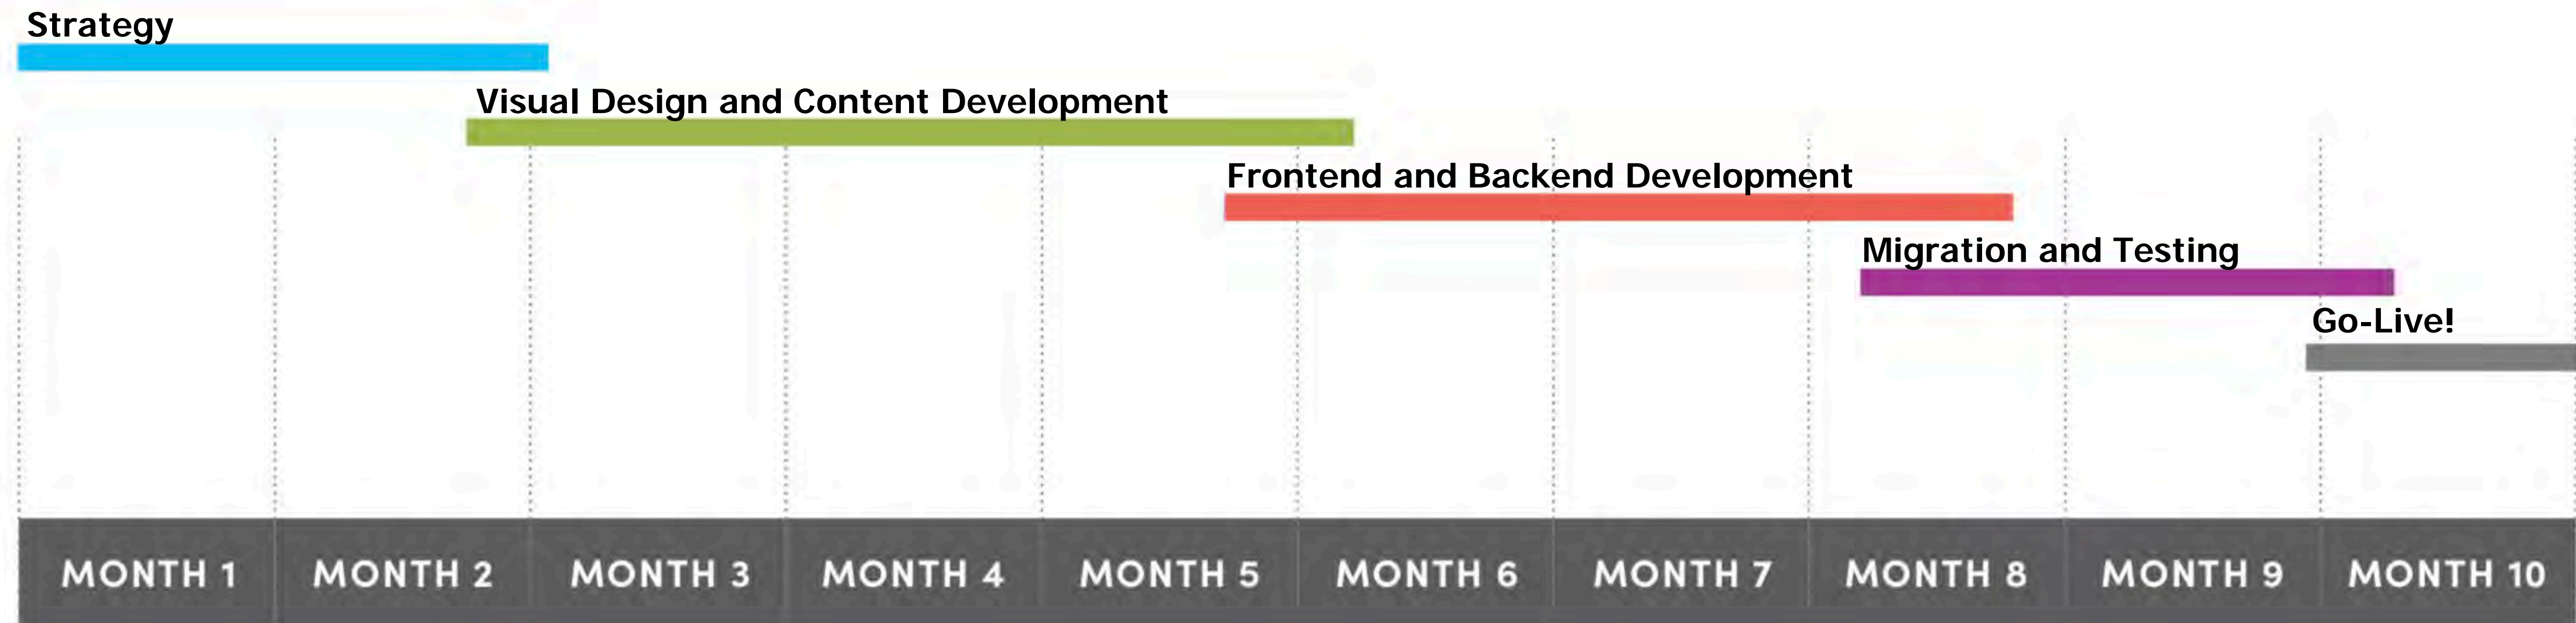 Strategy
Visual Design and Content Development
Frontend and Backend Development
Migration and Testing
Go-Live!
MONTH 1 MONTH 2 MONTH 3 MONTH 4 MONTH 5 MONTH 6 MONTH 7 MONTH 8 MONTH 9 MONTH 10